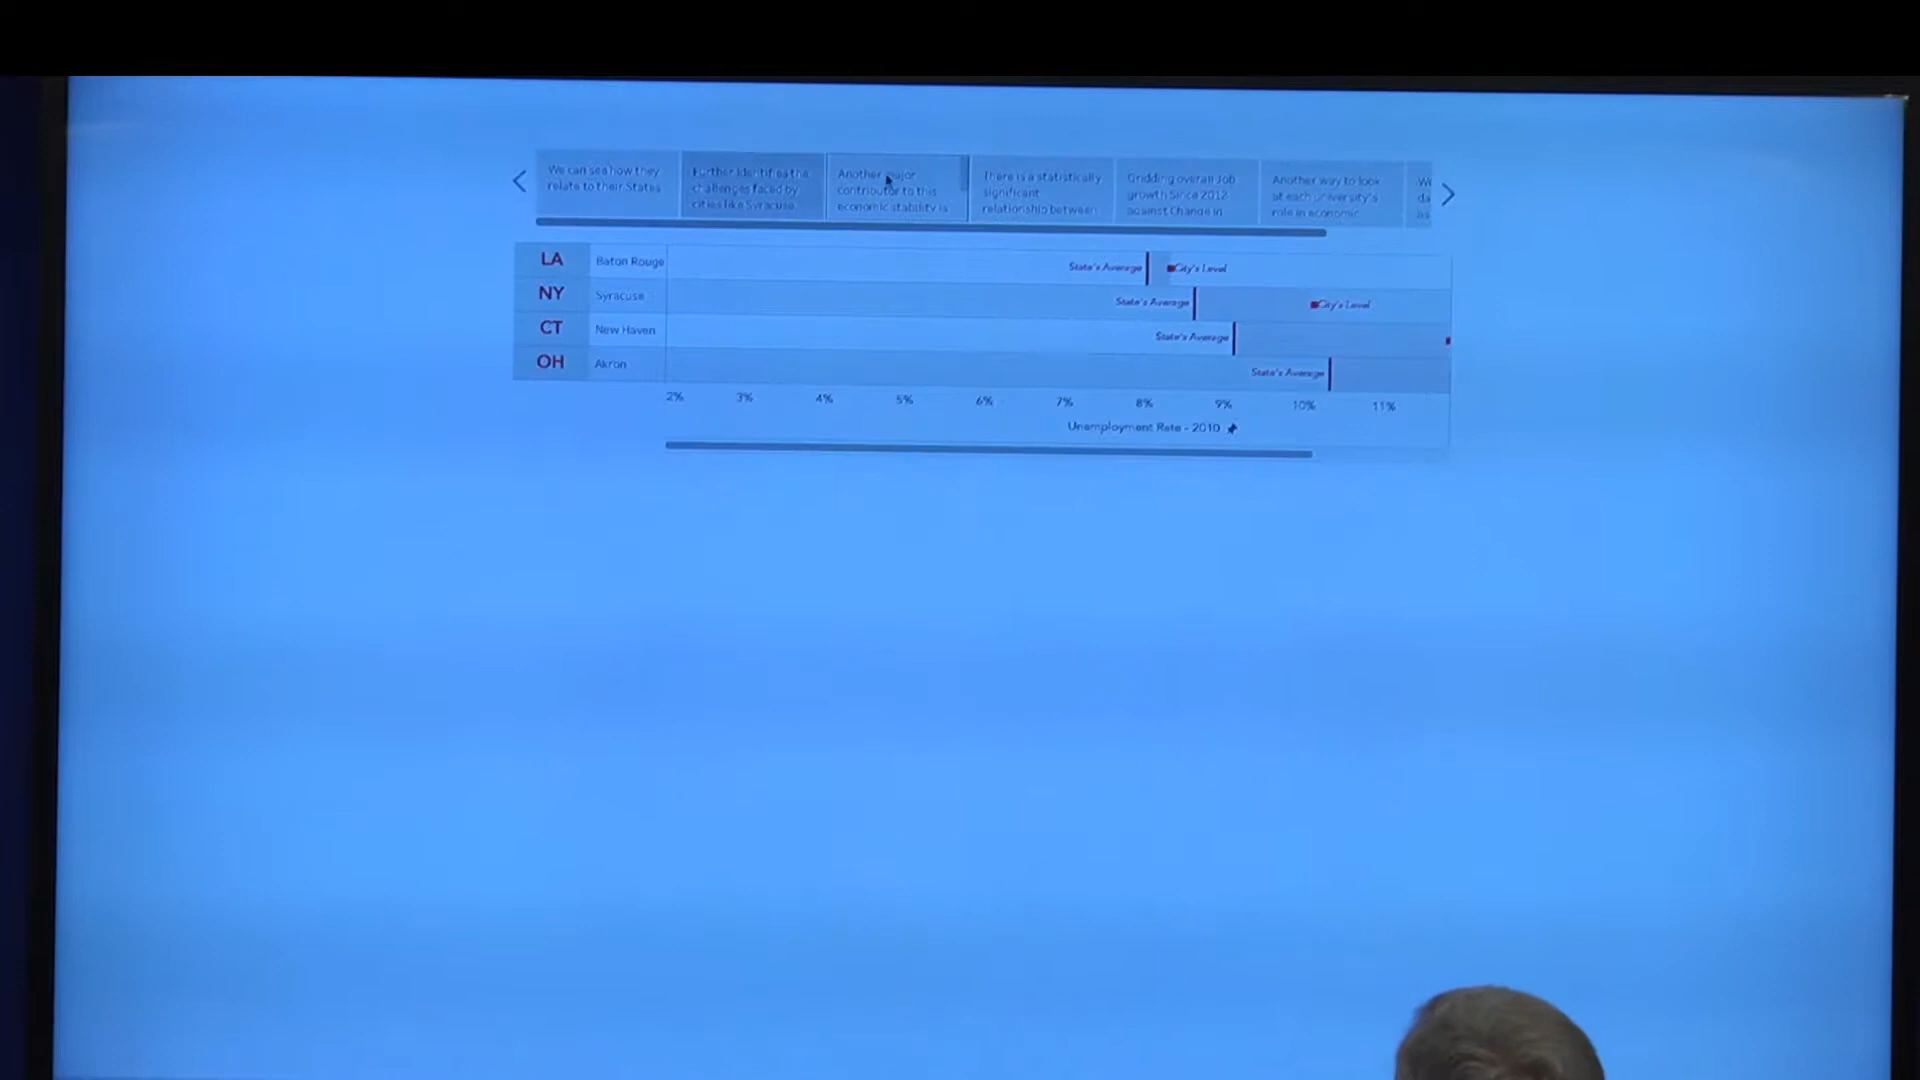 We can see how they
relate to their States
Further identifies the
challenges faced by
cities like Syracuse.
Another major
contributor to this
economic stability is
There is a statistically
significant
relationship between
Gridding overall Job
growth Since 2012
against Change in
Another way to look
at each university's
role in economic
We
da
as
LA Baton Rouge State's Average City's Level
NY Syracuse State's Average City's Level
CT New Haven State's Average
OH Akron State's Average
2% 3% 4% 5% 6% 7% 8% 9% 10% 11%
Unemployment Rate - 2010